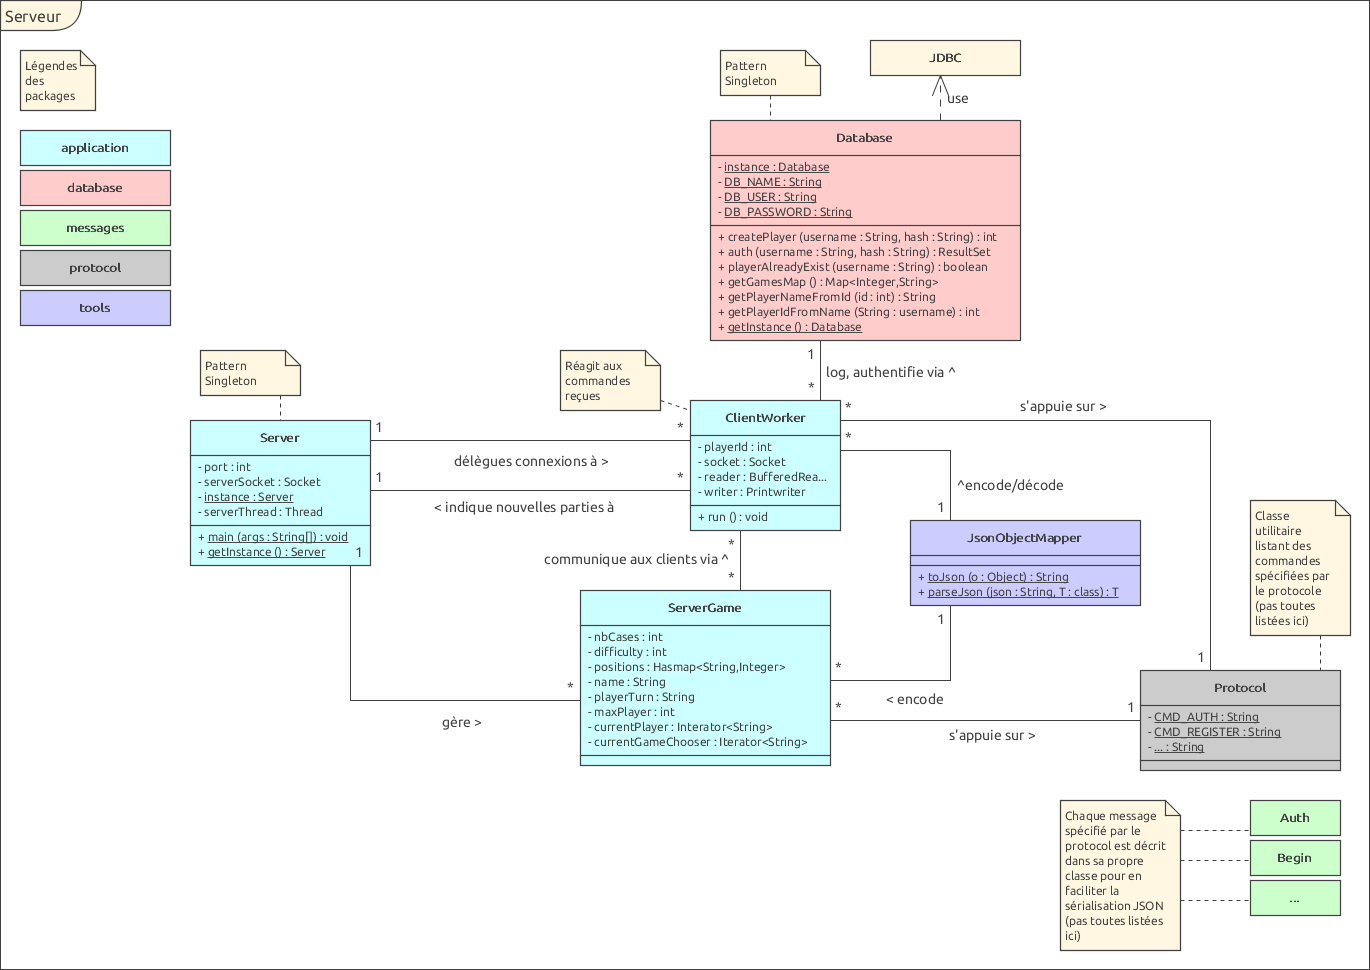 Serveur
Légendes
des
packages
application
database
messages
protocol
tools
Pattern
Singleton
JDBC
use
Database
- instance : Database
- DB_NAME : String
- DB_USER : String
- DB_PASSWORD : String
+ createPlayer (username : String, hash : String) : int
+ auth (username : String, hash : String) : ResultSet
+ playerAlreadyExist (username : String) : boolean
+ getGamesMap () : Map<Integer,String>
+ getPlayerNameFromId (id : int) : String
+ getPlayerIdFromName (String : username) : int
+ getInstance () : Database
1
log, authentifie via ^
*
Pattern
Singleton
Réagit aux
commandes
reçues
Server
- port : int
- serverSocket : Socket
- instance : Server
- serverThread : Thread
+ main (args : String[]) : void
+ getInstance () : Server
1
1
*
délègues connexions à >
1
*
< indique nouvelles parties à
ClientWorker
- playerId : int
- socket : Socket
- reader : BufferedRea...
- writer : Printwriter
+ run () : void
*
s'appuie sur >
1
*
^encode/décode
1
*
communique aux clients via ^
*
JsonObjectMapper
+ toJson (o : Object) : String
+ parseJson (json : String, T : class) : T
1
*
< encode
Classe
utilitaire
listant des
commandes
spécifiées par
le protocole
(pas toutes
listées ici)
ServerGame
- nbCases : int
- difficulty : int
- positions : Hasmap<String,Integer>
- name : String
- playerTurn : String
- maxPlayer : int
- currentPlayer : Interator<String>
- currentGameChooser : Iterator<String>
*
gère >
*
1
s'appuie sur >
Protocol
- CMD_AUTH : String
- CMD_REGISTER : String
- ... : String
Chaque message
spécifié par le
protocol est décrit
dans sa propre
classe pour en
faciliter la
sérialisation JSON
(pas toutes listées
ici)
Auth
Begin
...